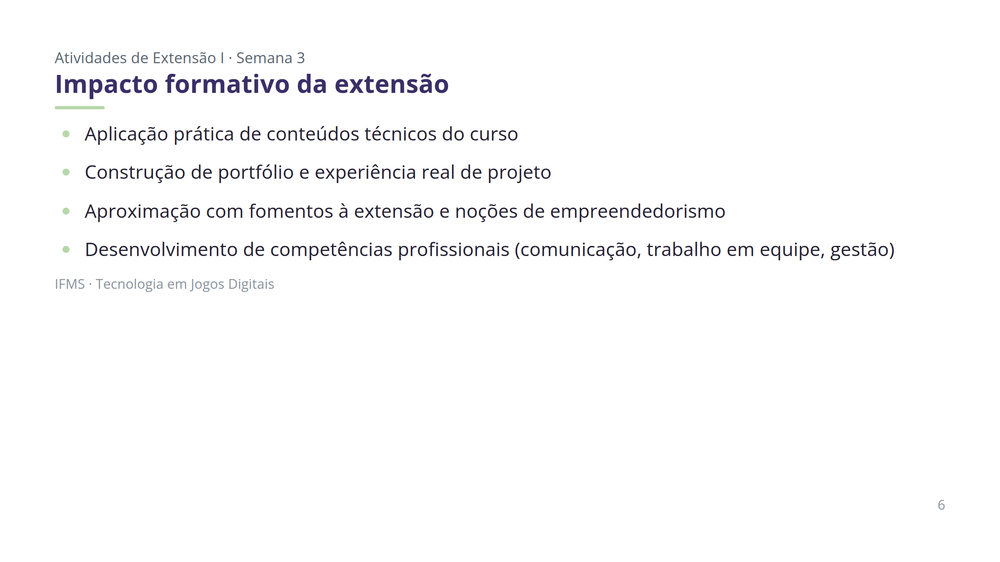 Atividades de Extensão I · Semana 3
Impacto formativo da extensão
Aplicação prática de conteúdos técnicos do curso
Construção de portfólio e experiência real de projeto
Aproximação com fomentos à extensão e noções de empreendedorismo
Desenvolvimento de competências profissionais (comunicação, trabalho em equipe, gestão)
IFMS · Tecnologia em Jogos Digitais
6